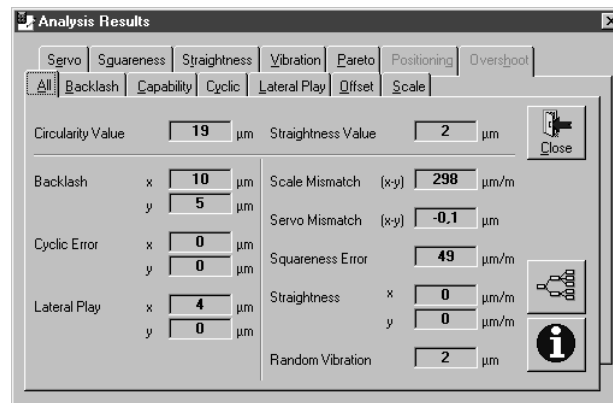 Analysis Results
Servo Squareness Straightness Vibration Pareto Positioning Overshoot
All Backlash Capability Cyclic Lateral Play Offset Scale
Circularity Value 19 µm Straightness Value 2 µm
Close
Backlash x 10 µm Scale Mismatch (x-y) 298 µm/m
y 5 µm
Servo Mismatch (x-y) -0,1 µm
Cyclic Error x 0 µm
y 0 µm Squareness Error 49 µm/m
Lateral Play x 4 µm Straightness x 0 µm/m
y 0 µm y 0 µm/m
Random Vibration 2 µm